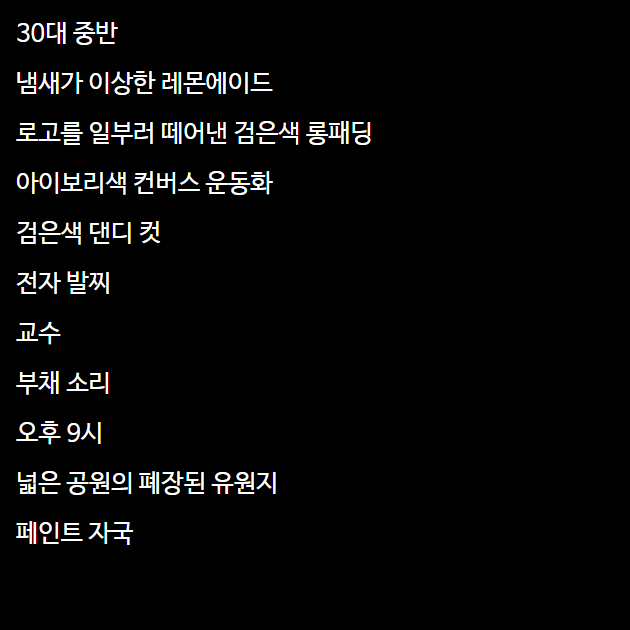 30대 중반
냄새가 이상한 레몬에이드
로고를 일부러 떼어낸 검은색 롱패딩
아이보리색 컨버스 운동화
검은색 댄디 컷
전자 발찌
교수
부채 소리
오후 9시
넓은 공원의 폐장된 유원지
페인트 자국